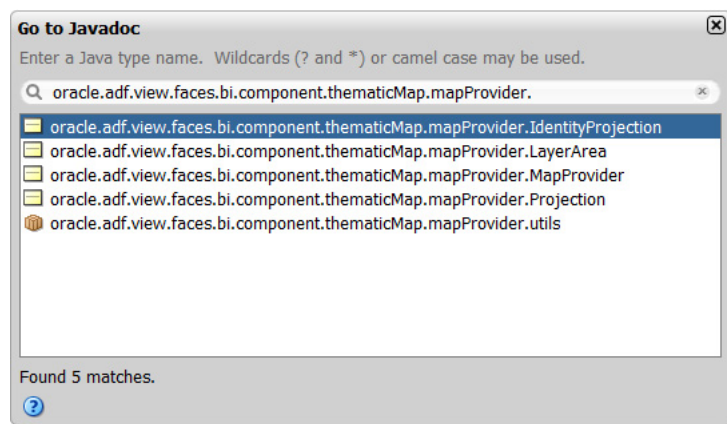 Go to Javadoc
Enter a Java type name. Wildcards (? and *) or camel case may be used.
oracle.adf.view.faces.bi.component.thematicMap.mapProvider.
oracle.adf.view.faces.bi.component.thematicMap.mapProvider.IdentityProjection
oracle.adf.view.faces.bi.component.thematicMap.mapProvider.LayerArea
oracle.adf.view.faces.bi.component.thematicMap.mapProvider.MapProvider
oracle.adf.view.faces.bi.component.thematicMap.mapProvider.Projection
oracle.adf.view.faces.bi.component.thematicMap.mapProvider.utils
Found 5 matches.
?